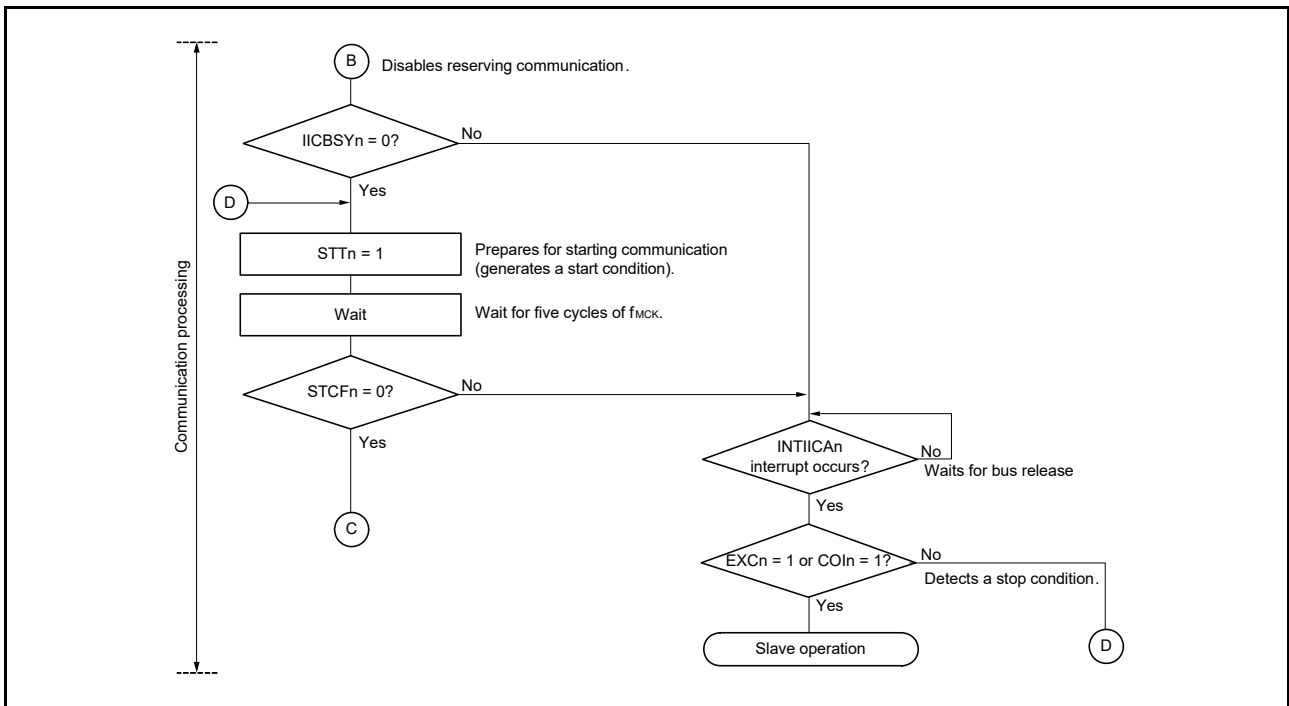 B
Disables reserving communication.
IICBSYn = 0?
No
Yes
D
STTn = 1
Prepares for starting communication
(generates a start condition).
Wait
Wait for five cycles of fMCK.
STCFn = 0?
No
Yes
C
INTIICAn
interrupt occurs?
No
Waits for bus release
Yes
EXCn = 1 or COIn = 1?
No
Detects a stop condition.
Yes
Slave operation
D
Communication processing